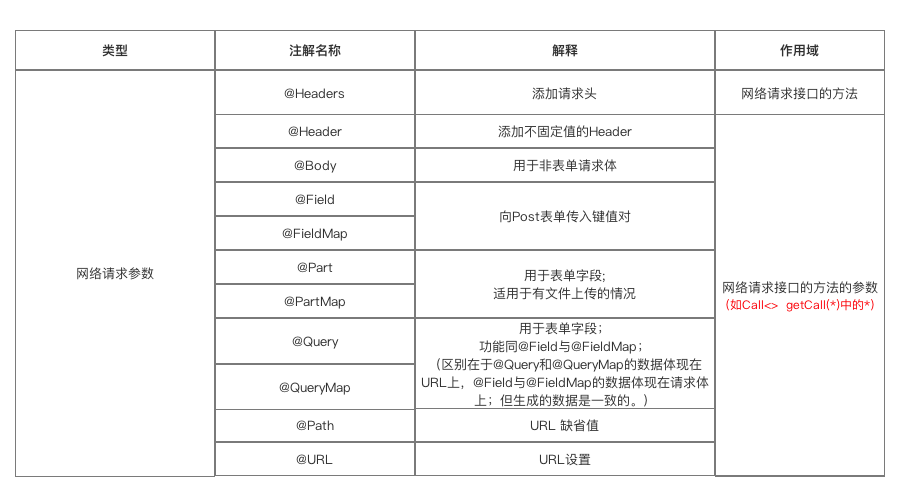 类型 注解名称 解释 作用域
网络请求参数
@Headers 添加请求头 网络请求接口的方法
@Header 添加不固定值的Header
@Body 用于非表单请求体
@Field
@FieldMap
向Post表单传入键值对
@Part
@PartMap
用于表单字段;
适用于有文件上传的情况
@Query
@QueryMap
用于表单字段；
功能同@Field与@FieldMap；
（区别在于@Query和@QueryMap的数据体现在
URL上，@Field与@FieldMap的数据体现在请求体
上；但生成的数据是一致的。）
@Path URL 缺省值
@URL URL设置
网络请求接口的方法的参数
（如Call<> getCall(*)中的*）